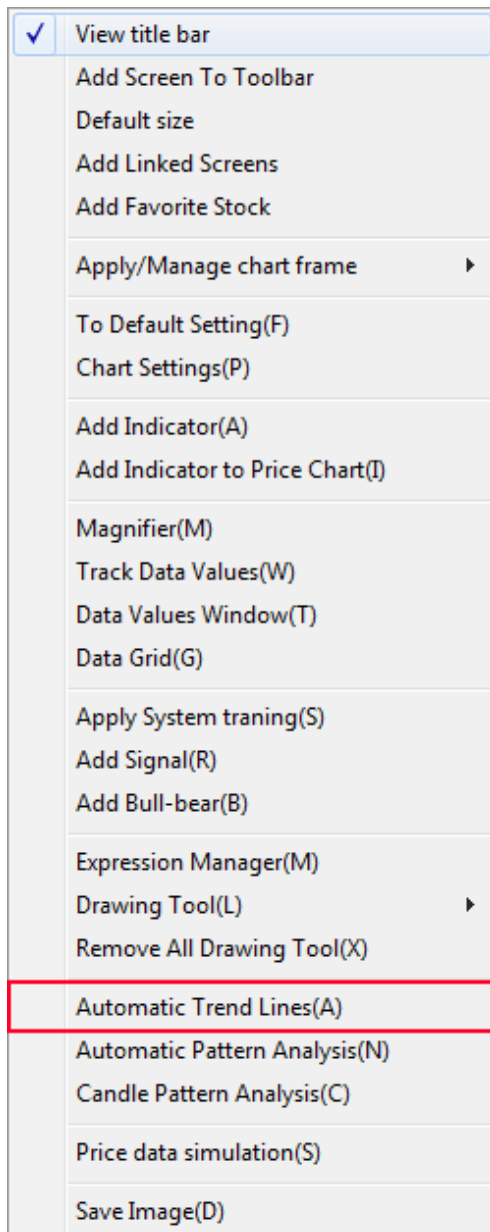 View title bar
Add Screen To Toolbar
Default size
Add Linked Screens
Add Favorite Stock
Apply/Manage chart frame
To Default Setting(F)
Chart Settings(P)
Add Indicator(A)
Add Indicator to Price Chart(I)
Magnifier(M)
Track Data Values(W)
Data Values Window(T)
Data Grid(G)
Apply System traning(S)
Add Signal(R)
Add Bull-bear(B)
Expression Manager(M)
Drawing Tool(L)
Remove All Drawing Tool(X)
Automatic Trend Lines(A)
Automatic Pattern Analysis(N)
Candle Pattern Analysis(C)
Price data simulation(S)
Save Image(D)